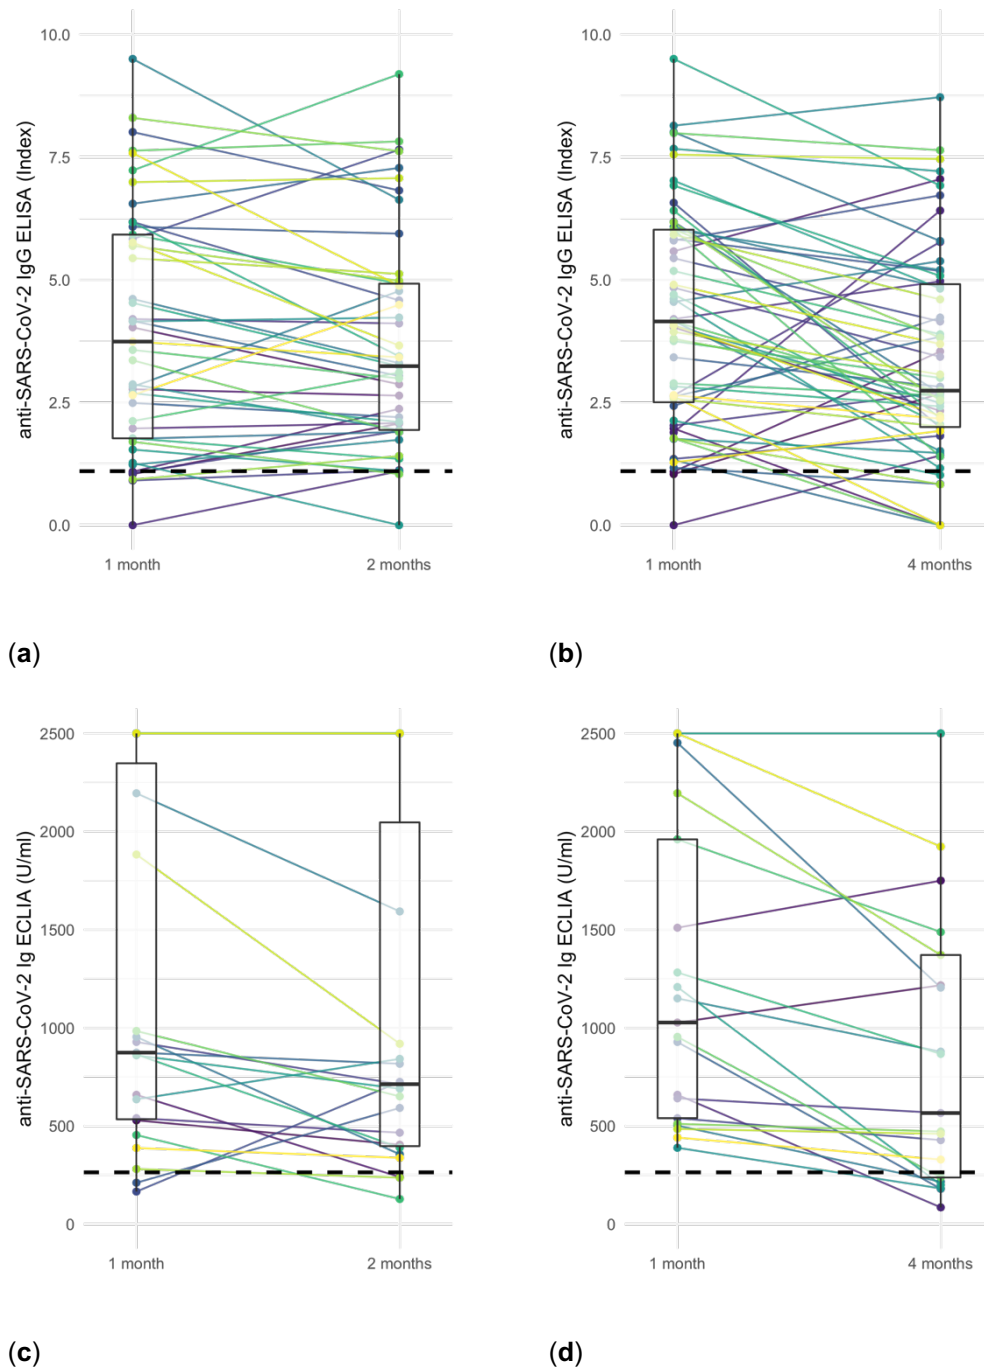 10.0
7.5
5.0
2.5
0.0
anti-SARS-CoV-2 IgG ELISA (Index)
1 month
2 months
(a)
10.0
7.5
5.0
2.5
0.0
anti-SARS-CoV-2 IgG ELISA (Index)
1 month
4 months
(b)
2500
2000
1500
1000
500
0
anti-SARS-CoV-2 Ig ECLIA (U/ml)
1 month
2 months
(c)
2500
2000
1500
1000
500
0
anti-SARS-CoV-2 Ig ECLIA (U/ml)
1 month
4 months
(d)